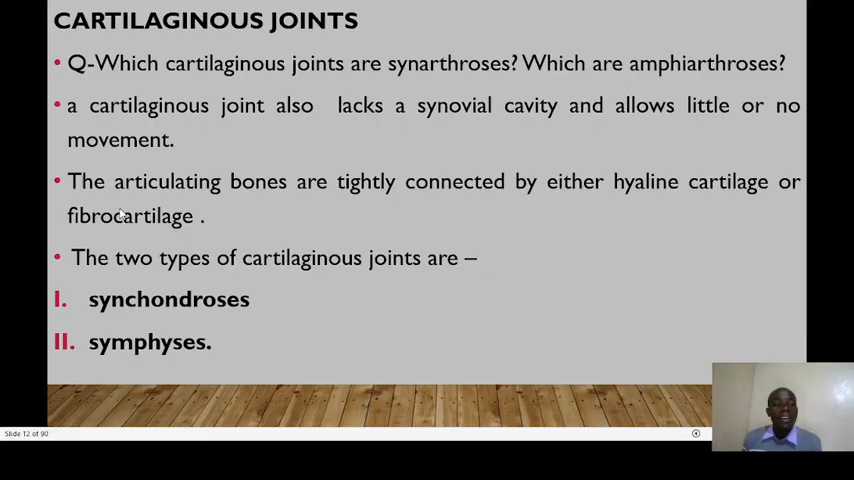 CARTILAGINOUS JOINTS
• Q-Which cartilaginous joints are synarthroses? Which are amphiarthroses?
• a cartilaginous joint also lacks a synovial cavity and allows little or no
movement.
• The articulating bones are tightly connected by either hyaline cartilage or
fibrocartilage .
• The two types of cartilaginous joints are –
I. synchondroses
II. symphyses.
Slide 12 of 90